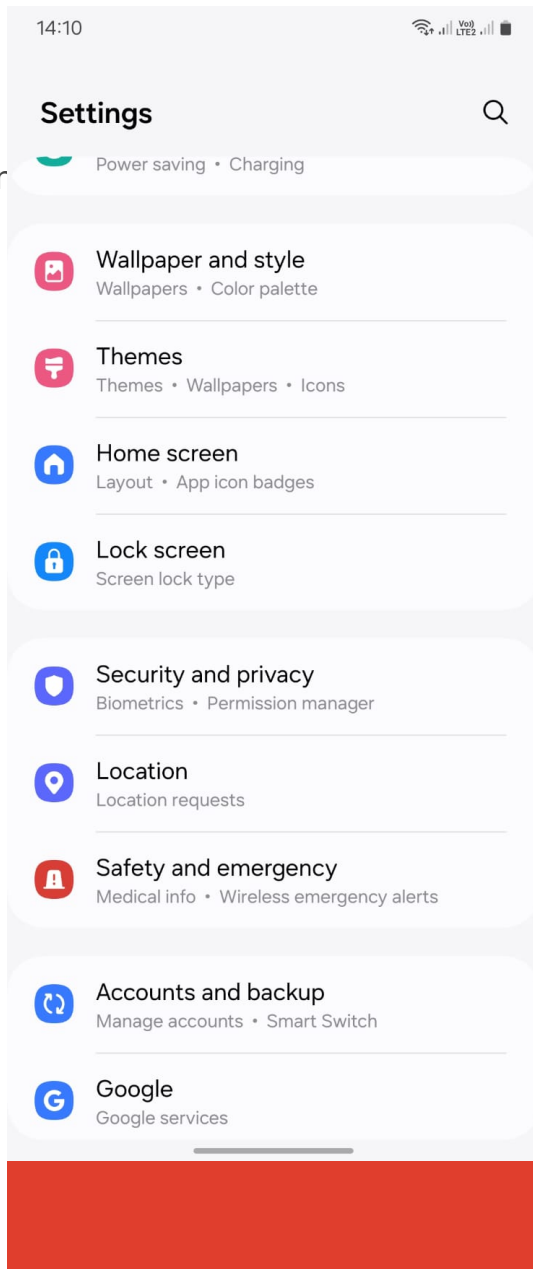 14:10
Vo))
LTE2
Settings
Power saving • Charging
Wallpaper and style
Wallpapers • Color palette
Themes
Themes • Wallpapers • Icons
Home screen
Layout • App icon badges
Lock screen
Screen lock type
Security and privacy
Biometrics • Permission manager
Location
Location requests
Safety and emergency
Medical info • Wireless emergency alerts
Accounts and backup
Manage accounts • Smart Switch
G
Google
Google services